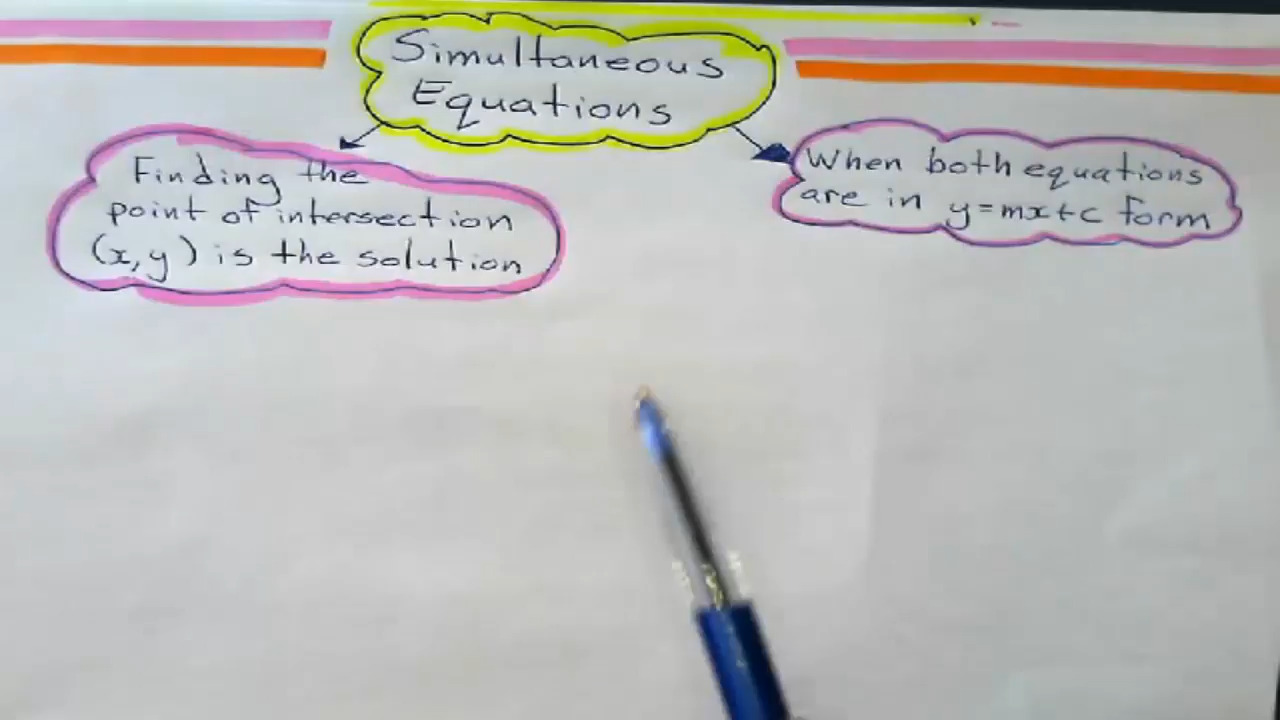 Simultaneous
Equations
Finding the
point of intersection
(x,y) is the solution
When both equations
are in y=mx+c form